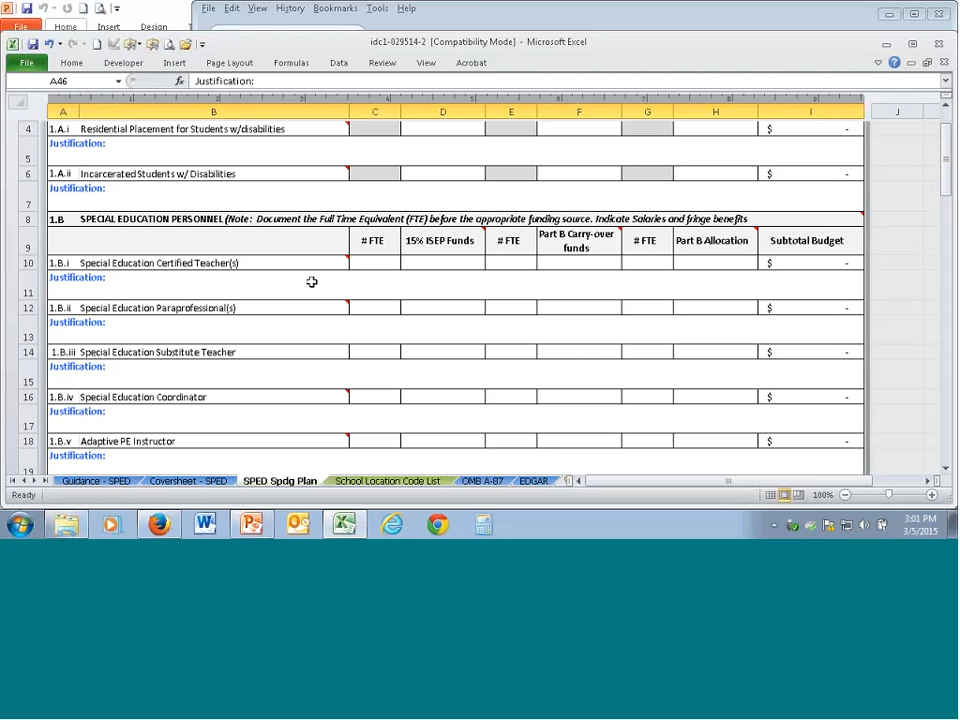 File Edit View History Bookmarks Tools Help
File Home Insert Design
idc1-029514-2 [Compatibility Mode] - Microsoft Excel
File Home Developer Insert Page Layout Formulas Data Review View Acrobat
A46 fx Justification:
A B C D E F G H I J
4 1.A.i Residential Placement for Students w/disabilities $ -
Justification:
5
6 1.A.ii Incarcerated Students w/ Disabilities $ -
Justification:
7
8 1.B SPECIAL EDUCATION PERSONNEL (Note: Document the Full Time Equivalent (FTE) before the appropriate funding source. Indicate Salaries and fringe benefits
9 # FTE 15% ISEP Funds # FTE Part B Carry-over funds # FTE Part B Allocation Subtotal Budget
10 1.B.i Special Education Certified Teacher(s) $ -
Justification:
11
12 1.B.ii Special Education Paraprofessional(s) $ -
Justification:
13
14 1.B.iii Special Education Substitute Teacher $ -
Justification:
15
16 1.B.iv Special Education Coordinator $ -
Justification:
17
18 1.B.v Adaptive PE Instructor $ -
Justification:
19
Guidance - SPED Coversheet - SPED SPED Spdg Plan School Location Code List OMB A-87 EDGAR
Ready 100%
3:01 PM
3/5/2015